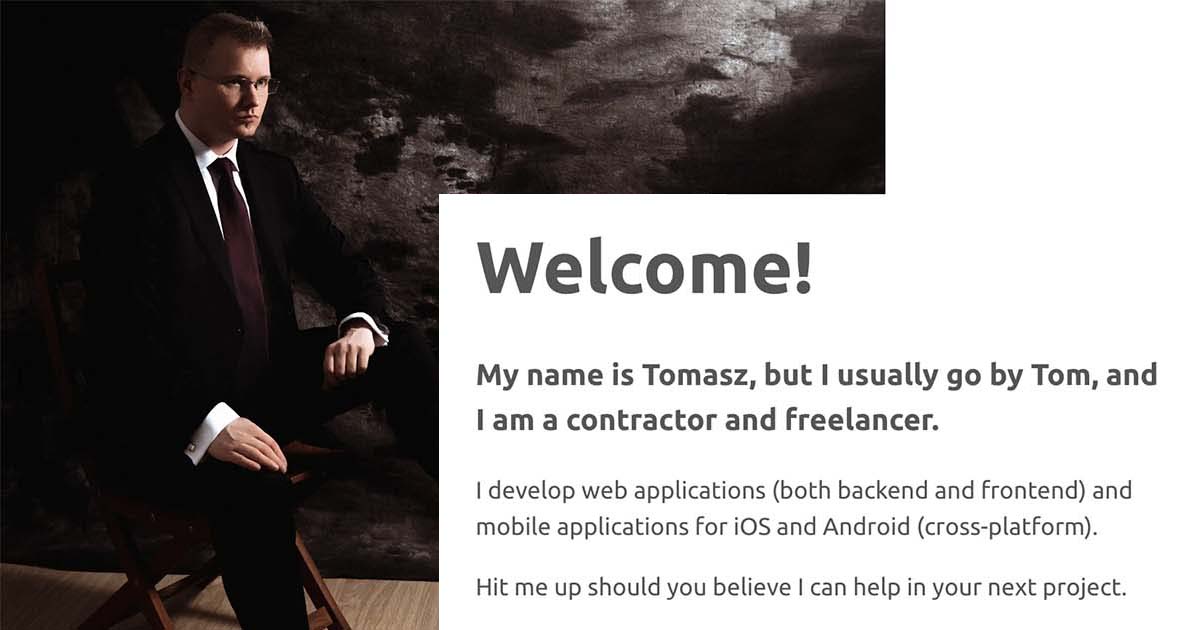 Welcome!
My name is Tomasz, but I usually go by Tom, and
I am a contractor and freelancer.
I develop web applications (both backend and frontend) and
mobile applications for iOS and Android (cross-platform).
Hit me up should you believe I can help in your next project.